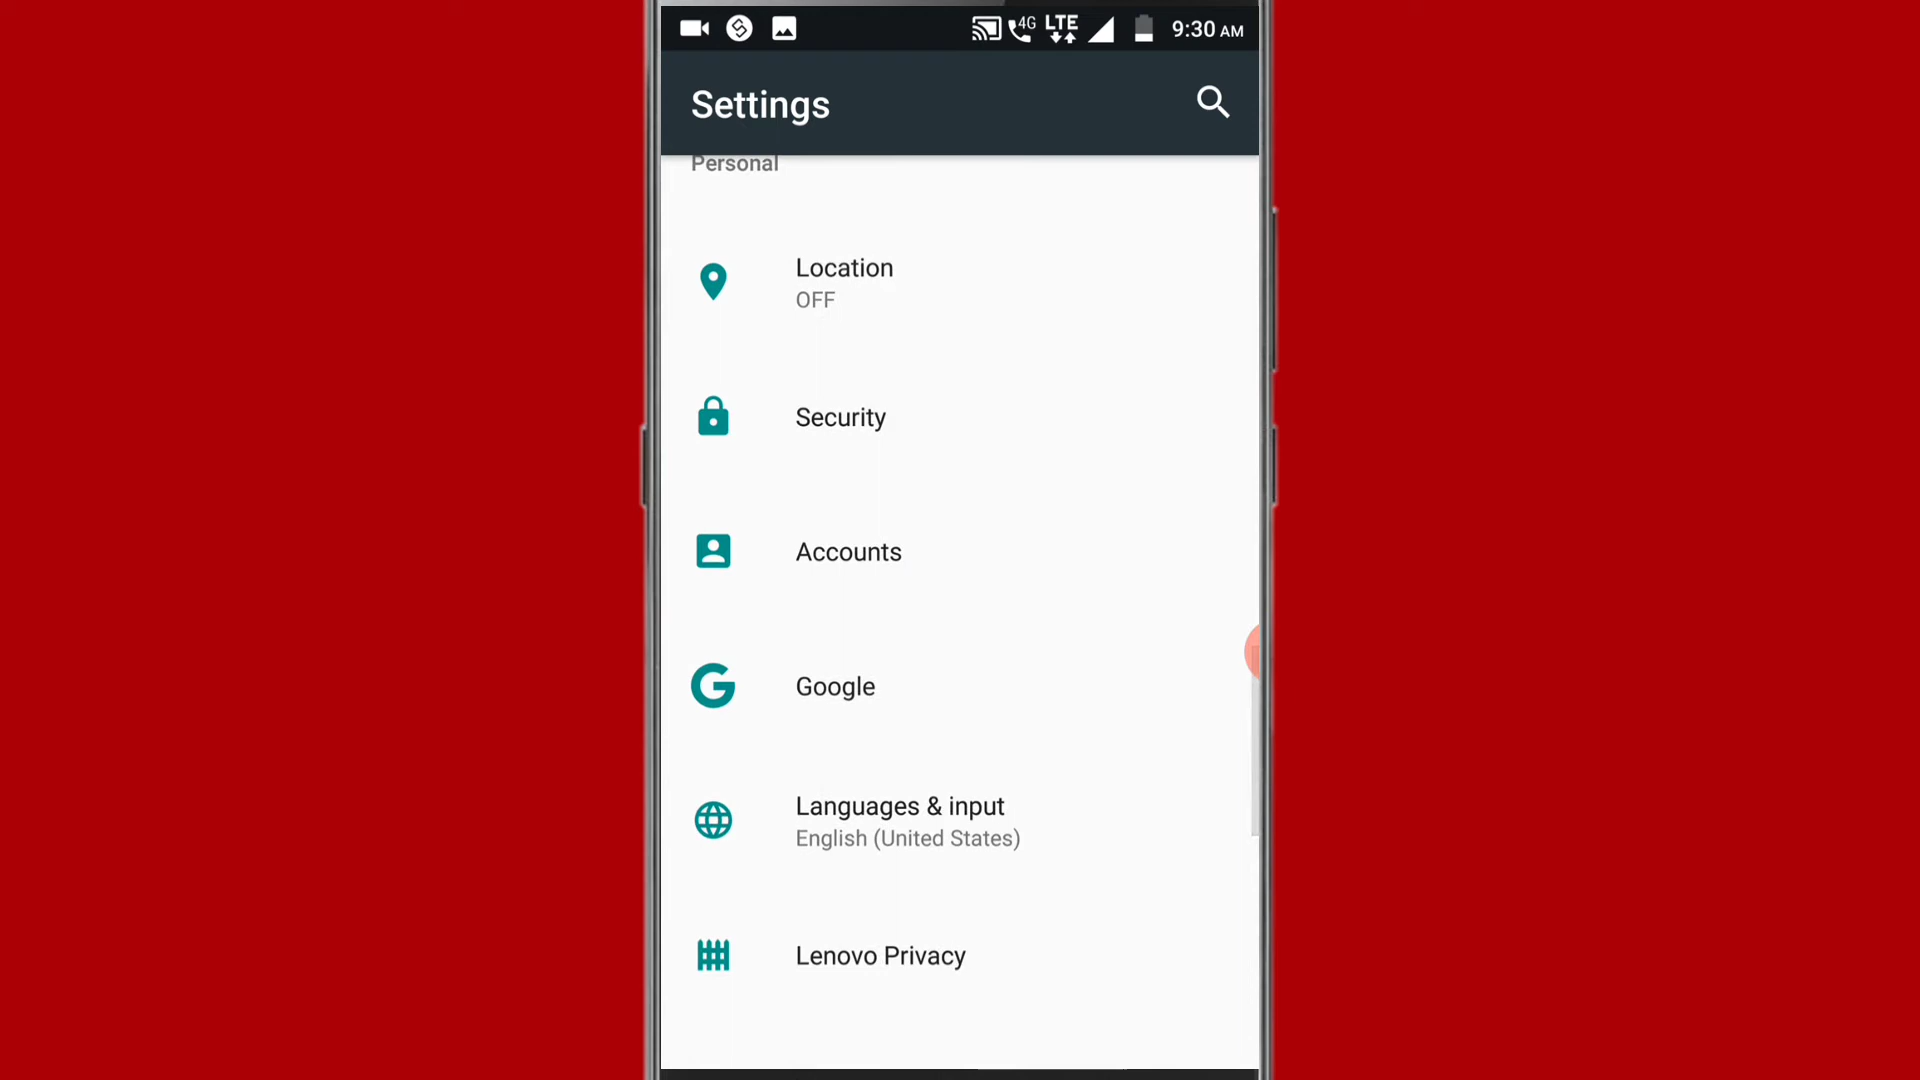 4G LTE 9:30 AM
Settings
Personal
Location
OFF
Security
Accounts
Google
Languages & input
English (United States)
Lenovo Privacy